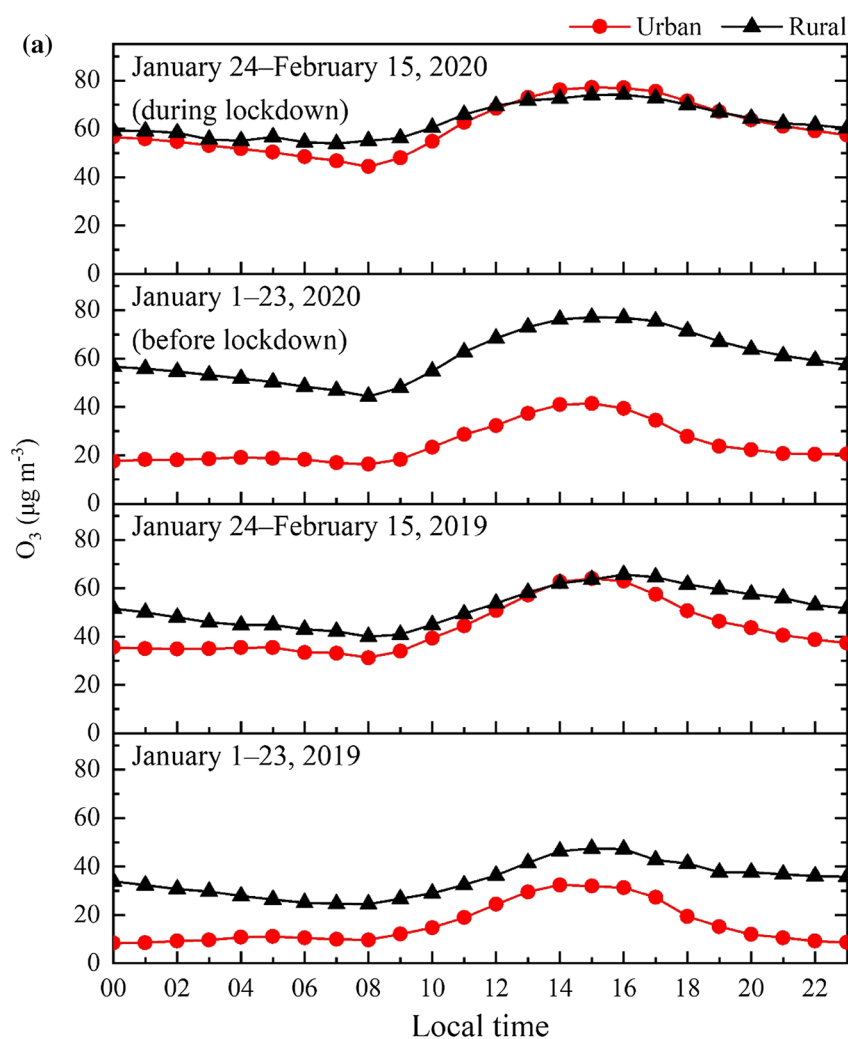 (a)
Urban Rural
January 24–February 15, 2020
(during lockdown)
80
60
40
20
0
January 1–23, 2020
(before lockdown)
80
60
40
20
0
January 24–February 15, 2019
80
60
40
20
0
January 1–23, 2019
80
60
40
20
0
O₃ (μg m⁻³)
00 02 04 06 08 10 12 14 16 18 20 22
Local time